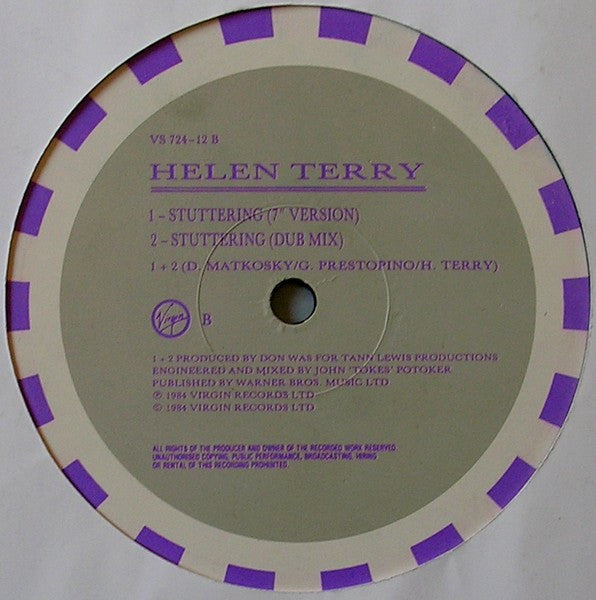 VS 724-12 B
HELEN TERRY
1 - STUTTERING (7" VERSION)
2 - STUTTERING (DUB MIX)
1 + 2 (D. MATKOSKY/G. PRESTOPINO/H. TERRY)
Virgin B
1 + 2 PRODUCED BY DON WAS FOR TANN LEWIS PRODUCTIONS
ENGINEERED AND MIXED BY JOHN 'TOKES' POTOKER
PUBLISHED BY WARNER BROS. MUSIC LTD
℗ 1984 VIRGIN RECORDS LTD
© 1984 VIRGIN RECORDS LTD
ALL RIGHTS OF THE PRODUCER AND OWNER OF THE RECORDED WORK RESERVED.
UNAUTHORISED COPYING, PUBLIC PERFORMANCE, BROADCASTING, HIRING
OR RENTAL OF THIS RECORDING PROHIBITED.